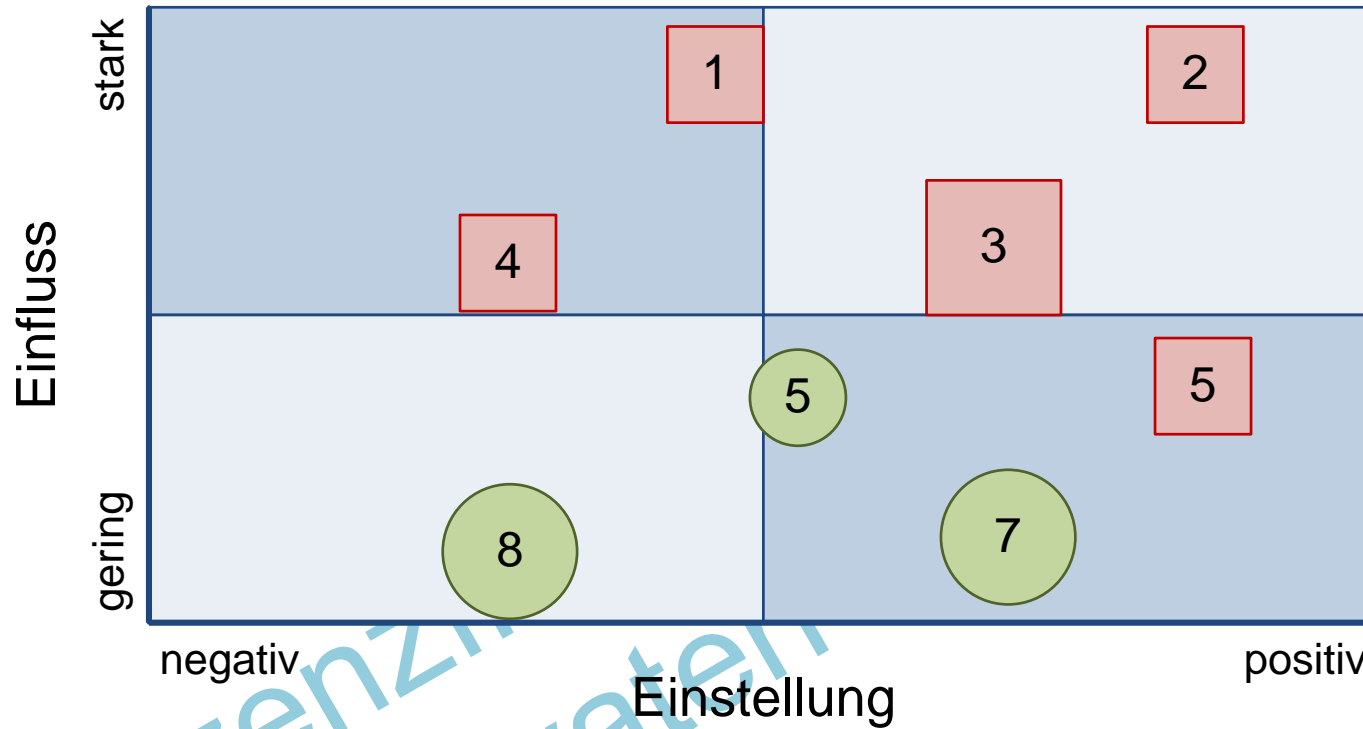 stark
1
2
Einfluss
4
3
5
5
gering
8
7
negativ
positiv
Einstellung